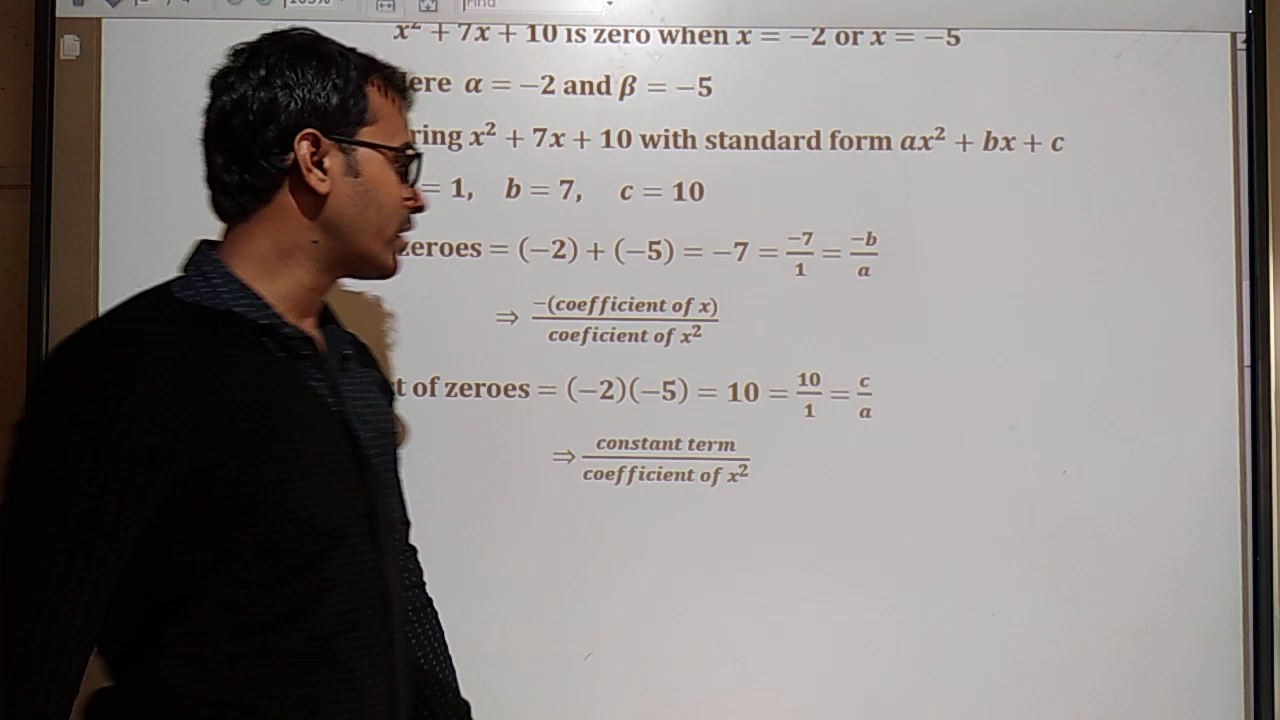 x² + 7x + 10 is zero when x = −2 or x = −5
ere α = −2 and β = −5
ring x² + 7x + 10 with standard form ax² + bx + c
= 1, b = 7, c = 10
zeroes = (−2) + (−5) = −7 = −7/1 = −b/a
⇒ −(coefficient of x)/coeficient of x²
t of zeroes = (−2)(−5) = 10 = 10/1 = c/a
⇒ constant term/coefficient of x²